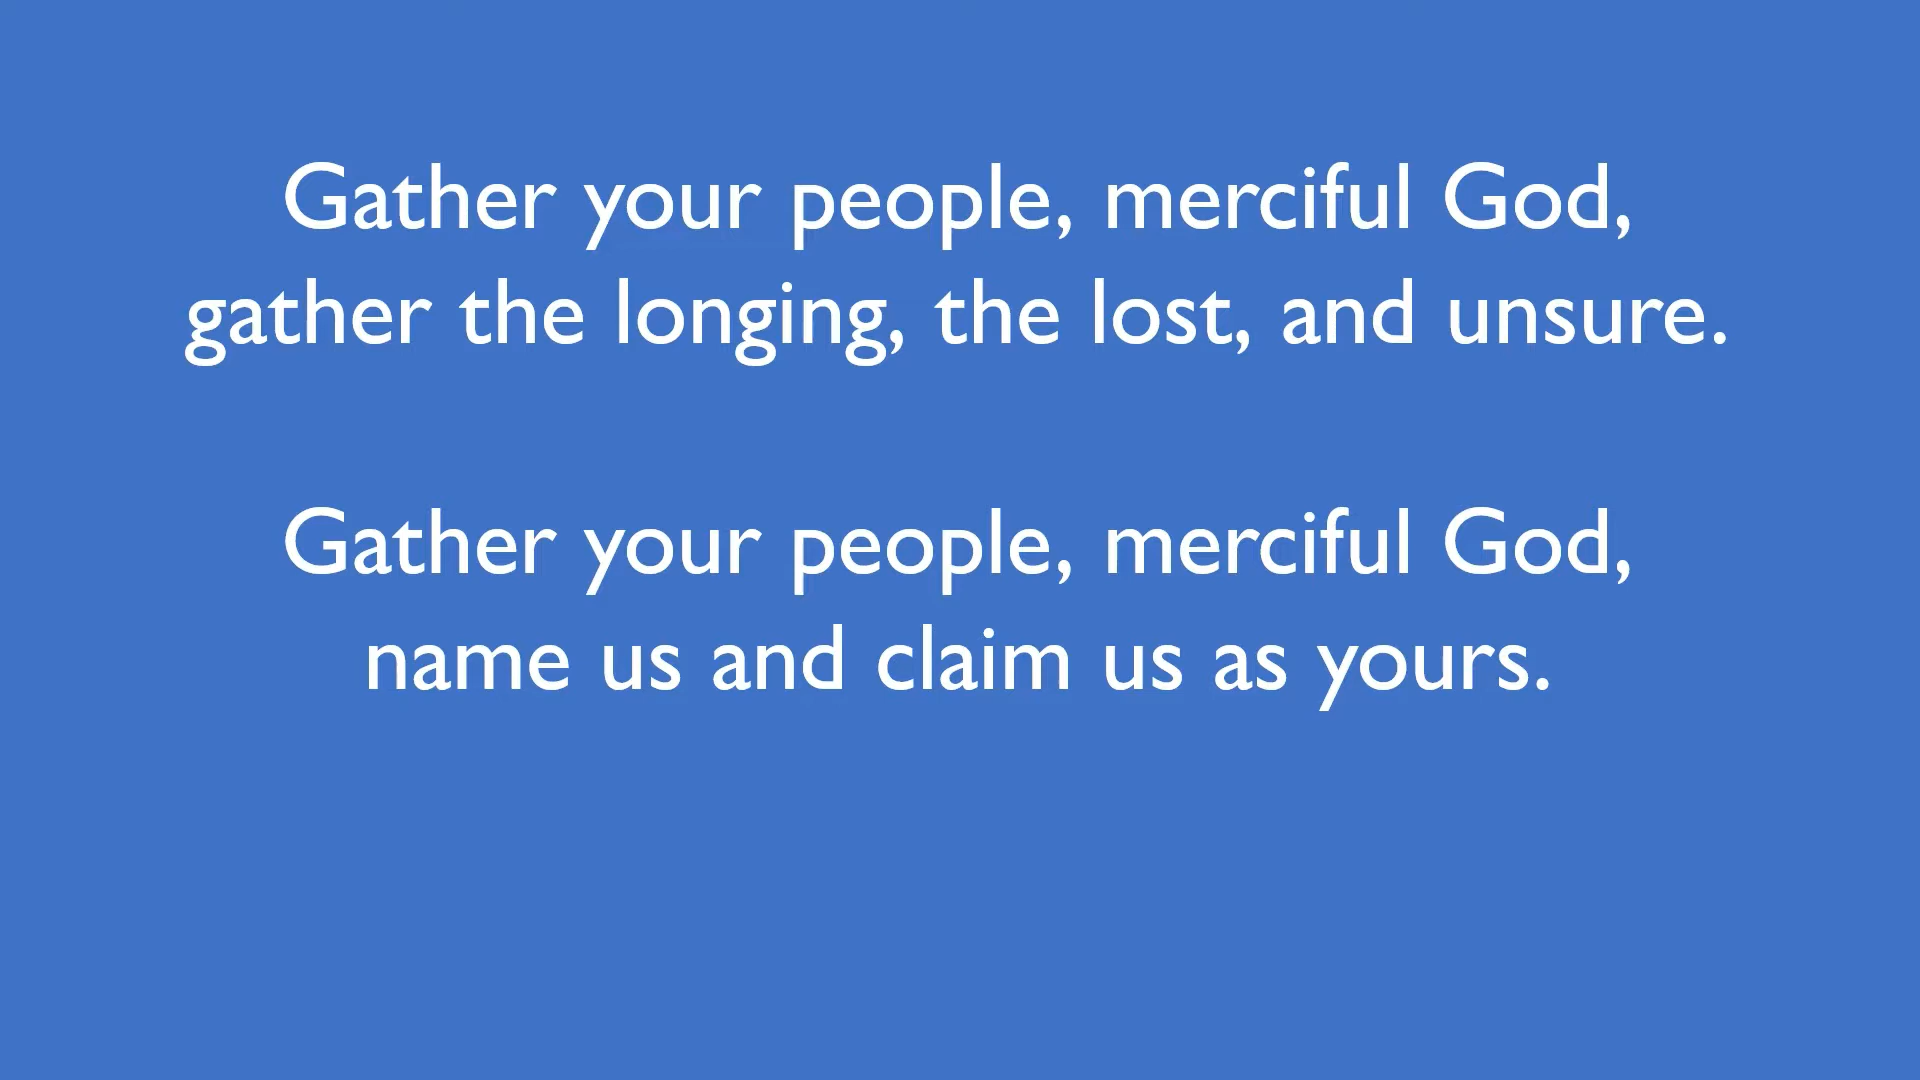 Gather your people, merciful God,
gather the longing, the lost, and unsure.
Gather your people, merciful God,
name us and claim us as yours.